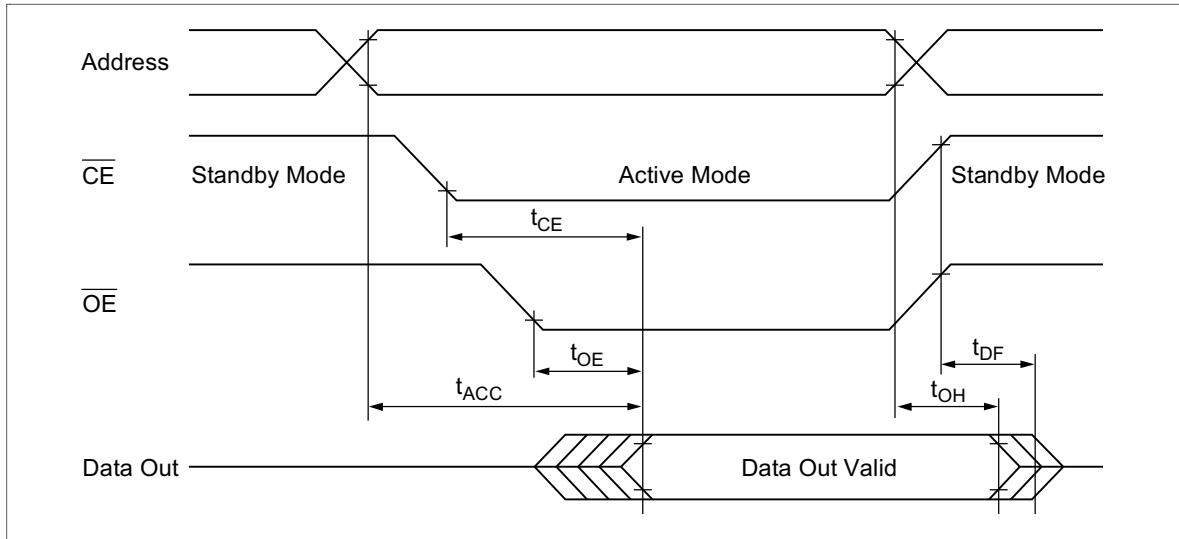 Address
CE
Standby Mode
Active Mode
Standby Mode
tCE
OE
tOE
tDF
tACC
tOH
Data Out
Data Out Valid